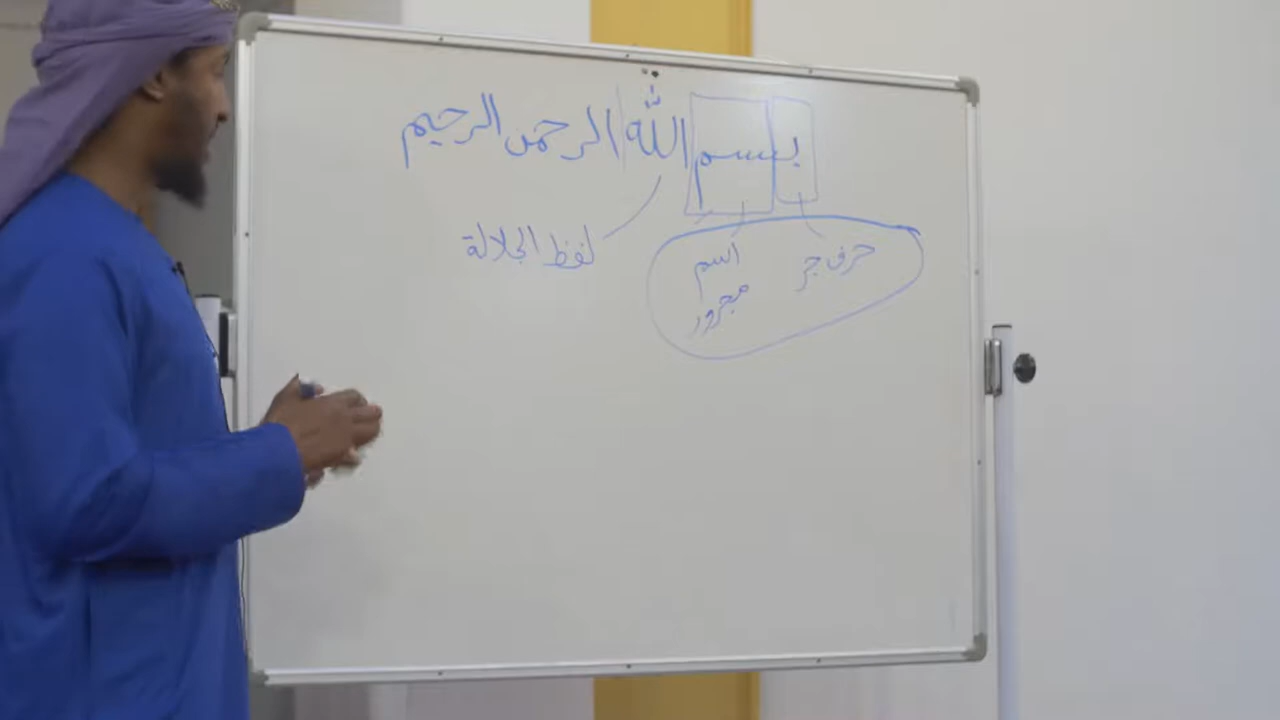 بسم الله الرحمن الرحيم
حرف جر
اسم
مجرور
لفظ الجلالة